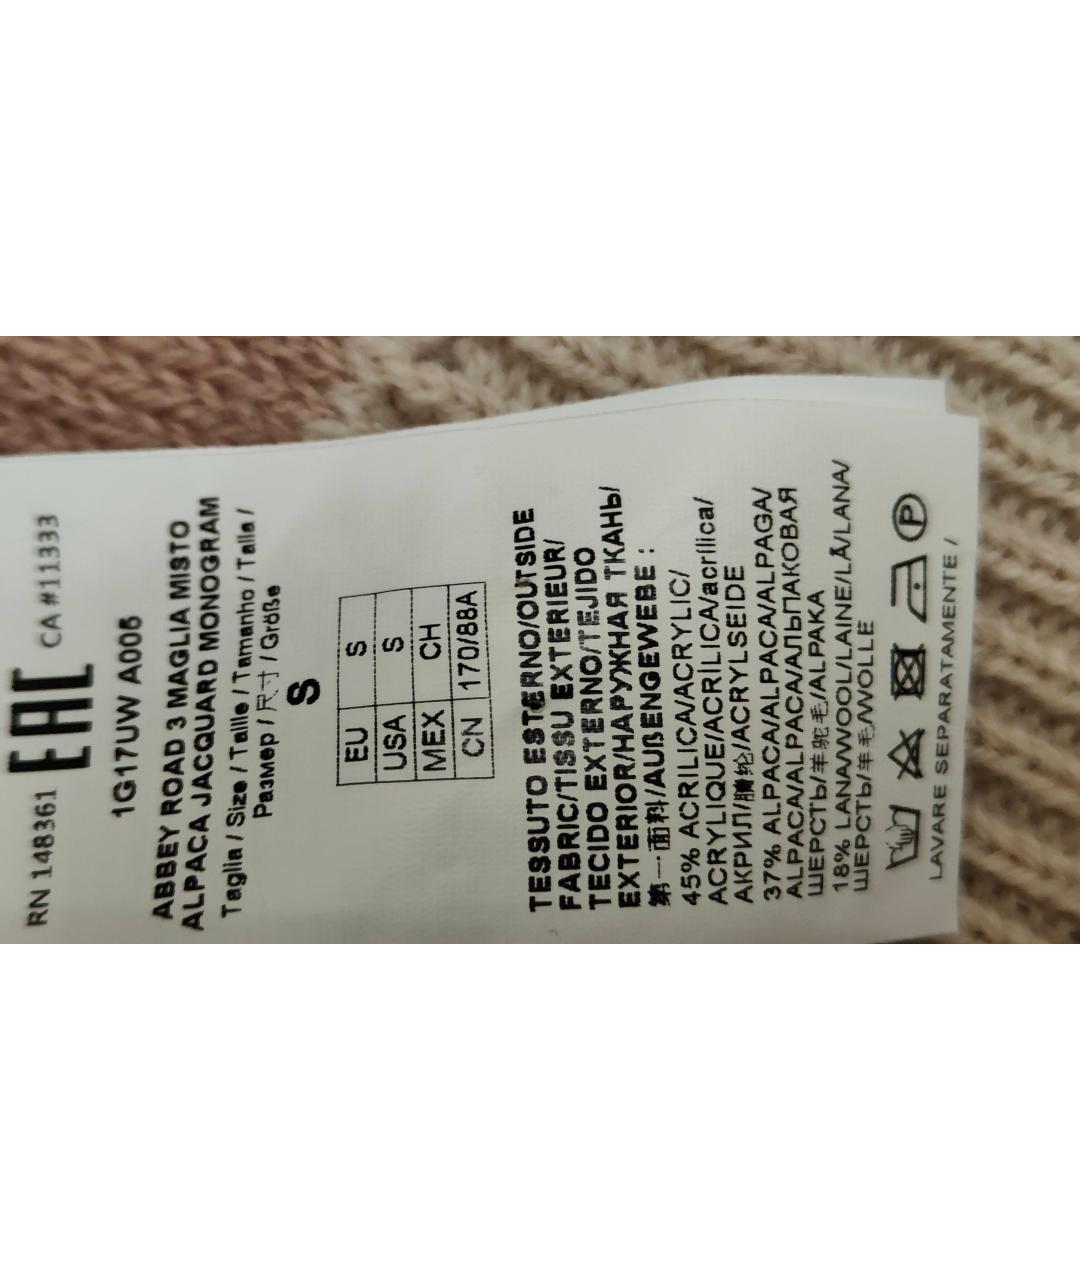 RN 148361 EAC CA #11333
1G17UW A006
ABBEY ROAD 3 MAGLIA MISTO
ALPACA JACQUARD MONOGRAM
Taglia / Size / Taille / Tamanho / Talla /
Размер / 尺寸 / Größe
S
EU S
USA S
MEX CH
CN 170/88A
TESSUTO ESTERNO/OUTSIDE
FABRIC/TISSU EXTERIEUR/
TECIDO EXTERNO/TEJIDO
EXTERIOR/НАРУЖНАЯ ТКАНЬ/
第一面料/AUßENGEWEBE :
45% ACRILICA/ACRYLIC/
ACRYLIQUE/ACRILICA/acrílica/
АКРИЛ/腈纶/ACRYLSEIDE
37% ALPACA/ALPACA/ALPAGA/
ALPACA/ALPACA/АЛЬПАКОВАЯ
ШЕРСТЬ/羊驼毛/ALPAKA
18% LANA/WOOL/LAINE/LÃ/LANA/
ШЕРСТЬ/羊毛/WOLLE
P
LAVARE SEPARATAMENTE /